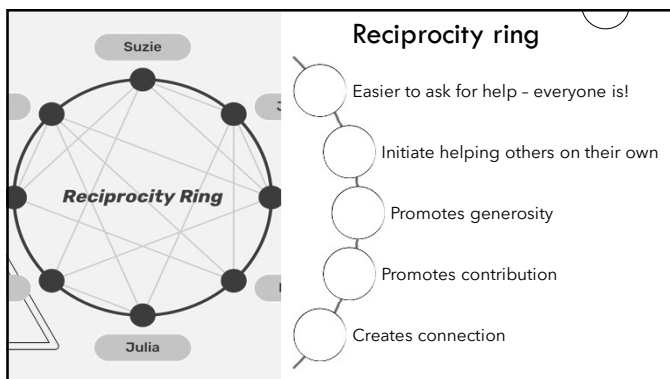 Suzie
Reciprocity Ring
Julia
Reciprocity ring
Easier to ask for help – everyone is!
Initiate helping others on their own
Promotes generosity
Promotes contribution
Creates connection